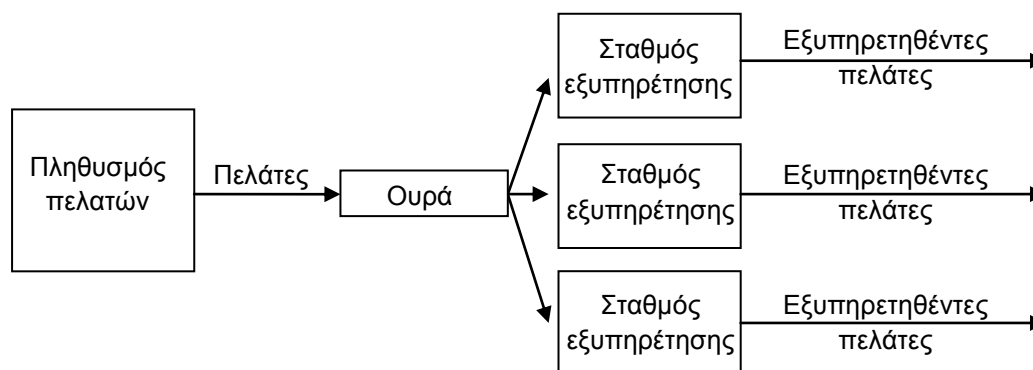 Πληθυσμός
πελατών
Πελάτες
Ουρά
Σταθμός
εξυπηρέτησης
Εξυπηρετηθέντες
πελάτες
Σταθμός
εξυπηρέτησης
Εξυπηρετηθέντες
πελάτες
Σταθμός
εξυπηρέτησης
Εξυπηρετηθέντες
πελάτες